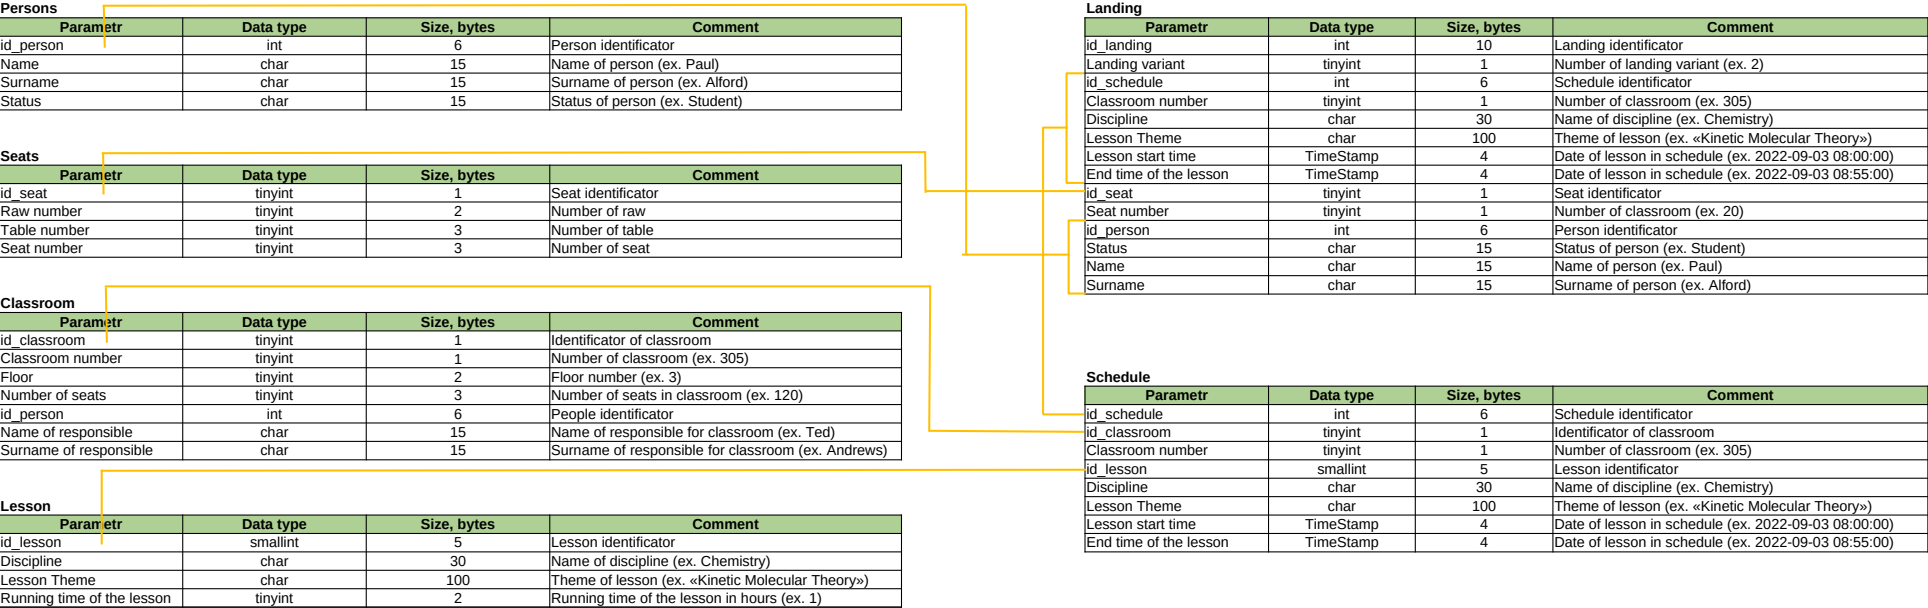 Persons
Parametr Data type Size, bytes Comment
id_person int 6 Person identificator
Name char 15 Name of person (ex. Paul)
Surname char 15 Surname of person (ex. Alford)
Status char 15 Status of person (ex. Student)
Seats
Parametr Data type Size, bytes Comment
id_seat tinyint 1 Seat identificator
Raw number tinyint 2 Number of raw
Table number tinyint 3 Number of table
Seat number tinyint 3 Number of seat
Classroom
Parametr Data type Size, bytes Comment
id_classroom tinyint 1 Identificator of classroom
Classroom number tinyint 1 Number of classroom (ex. 305)
Floor tinyint 2 Floor number (ex. 3)
Number of seats tinyint 3 Number of seats in classroom (ex. 120)
id_person int 6 People identificator
Name of responsible char 15 Name of responsible for classroom (ex. Ted)
Surname of responsible char 15 Surname of responsible for classroom (ex. Andrews)
Lesson
Parametr Data type Size, bytes Comment
id_lesson smallint 5 Lesson identificator
Discipline char 30 Name of discipline (ex. Chemistry)
Lesson Theme char 100 Theme of lesson (ex. «Kinetic Molecular Theory»)
Running time of the lesson tinyint 2 Running time of the lesson in hours (ex. 1)
Landing
Parametr Data type Size, bytes Comment
id_landing int 10 Landing identificator
Landing variant tinyint 1 Number of landing variant (ex. 2)
id_schedule int 6 Schedule identificator
Classroom number tinyint 1 Number of classroom (ex. 305)
Discipline char 30 Name of discipline (ex. Chemistry)
Lesson Theme char 100 Theme of lesson (ex. «Kinetic Molecular Theory»)
Lesson start time TimeStamp 4 Date of lesson in schedule (ex. 2022-09-03 08:00:00)
End time of the lesson TimeStamp 4 Date of lesson in schedule (ex. 2022-09-03 08:55:00)
id_seat tinyint 1 Seat identificator
Seat number tinyint 1 Number of classroom (ex. 20)
id_person int 6 Person identificator
Status char 15 Status of person (ex. Student)
Name char 15 Name of person (ex. Paul)
Surname char 15 Surname of person (ex. Alford)
Schedule
Parametr Data type Size, bytes Comment
id_schedule int 6 Schedule identificator
id_classroom tinyint 1 Identificator of classroom
Classroom number tinyint 1 Number of classroom (ex. 305)
id_lesson smallint 5 Lesson identificator
Discipline char 30 Name of discipline (ex. Chemistry)
Lesson Theme char 100 Theme of lesson (ex. «Kinetic Molecular Theory»)
Lesson start time TimeStamp 4 Date of lesson in schedule (ex. 2022-09-03 08:00:00)
End time of the lesson TimeStamp 4 Date of lesson in schedule (ex. 2022-09-03 08:55:00)